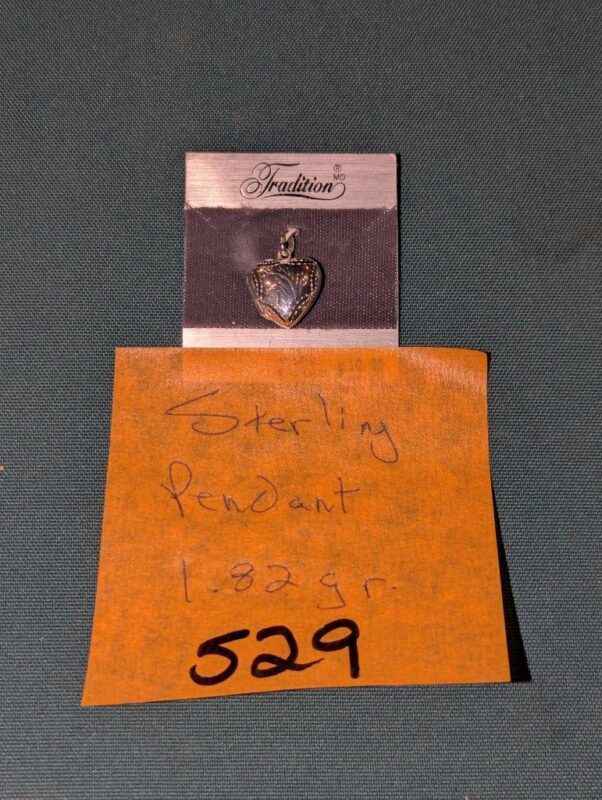 Tradition ® MD
Sterling
Pendant
1.82 gr.
529